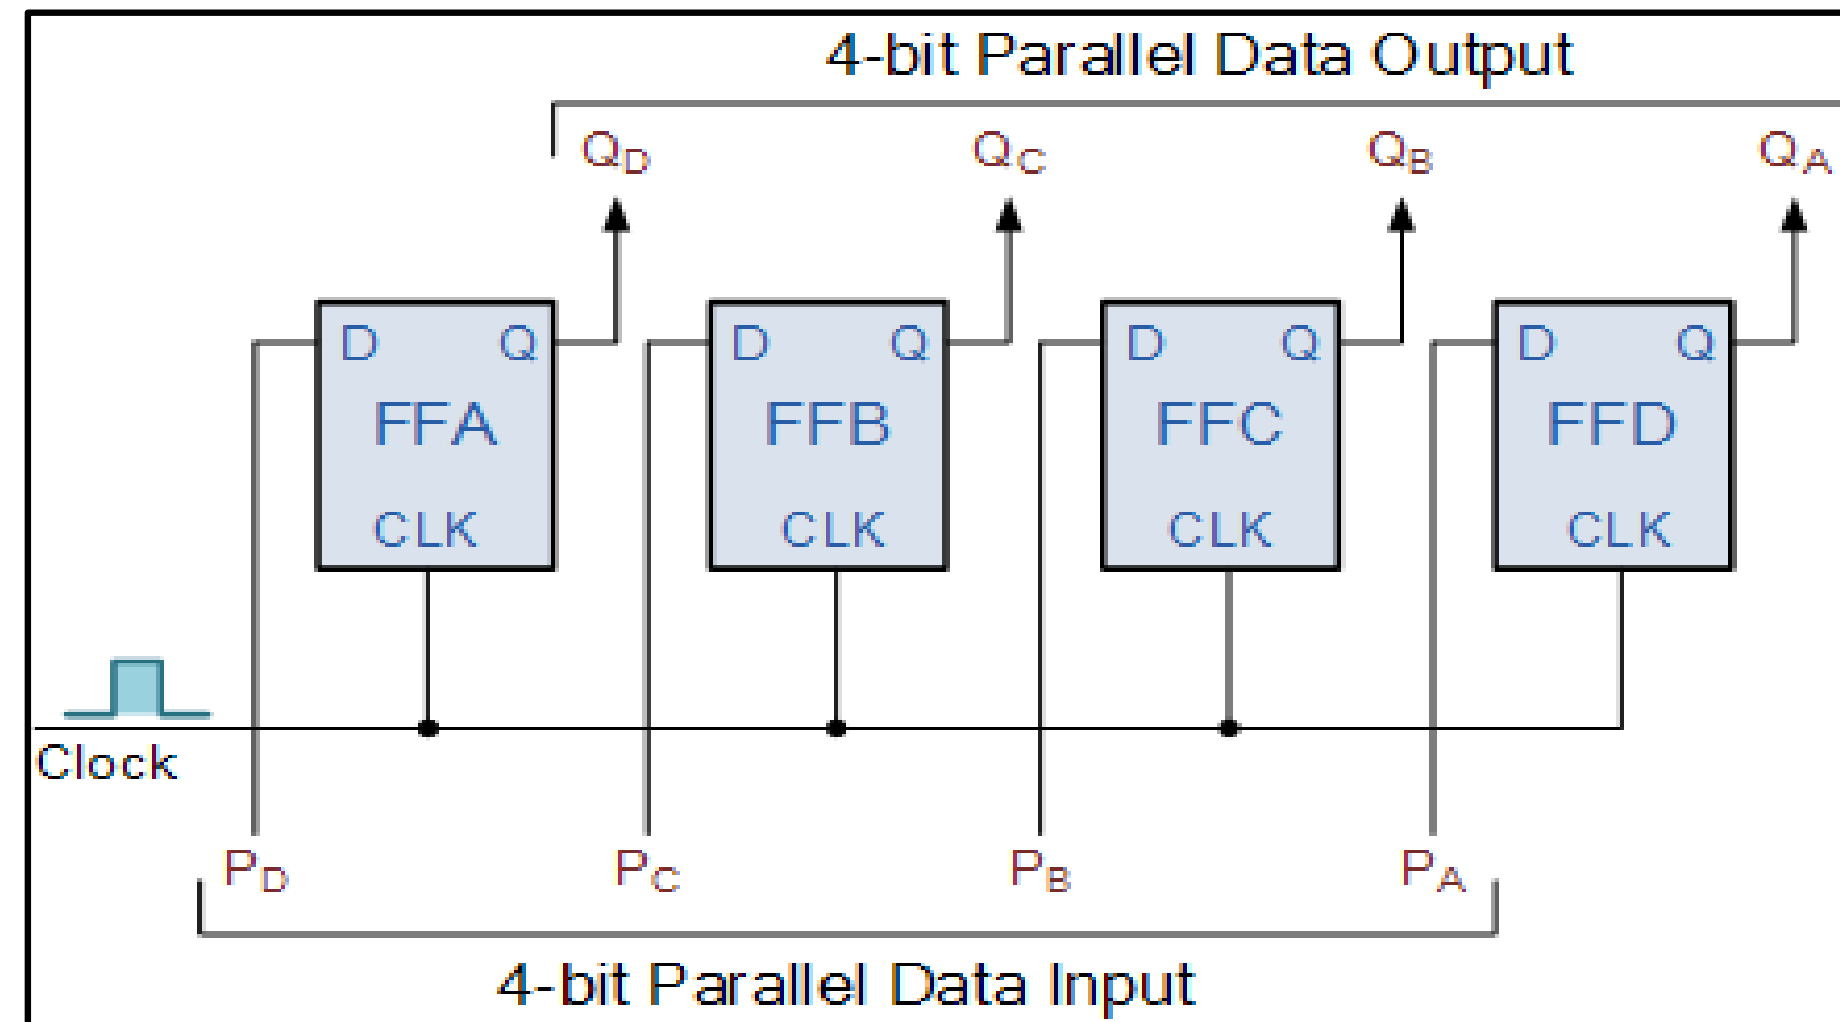 4-bit Parallel Data Output
QD QC QB QA
D Q D Q D Q D Q
FFA FFB FFC FFD
CLK CLK CLK CLK
Clock
PD PC PB PA
4-bit Parallel Data Input